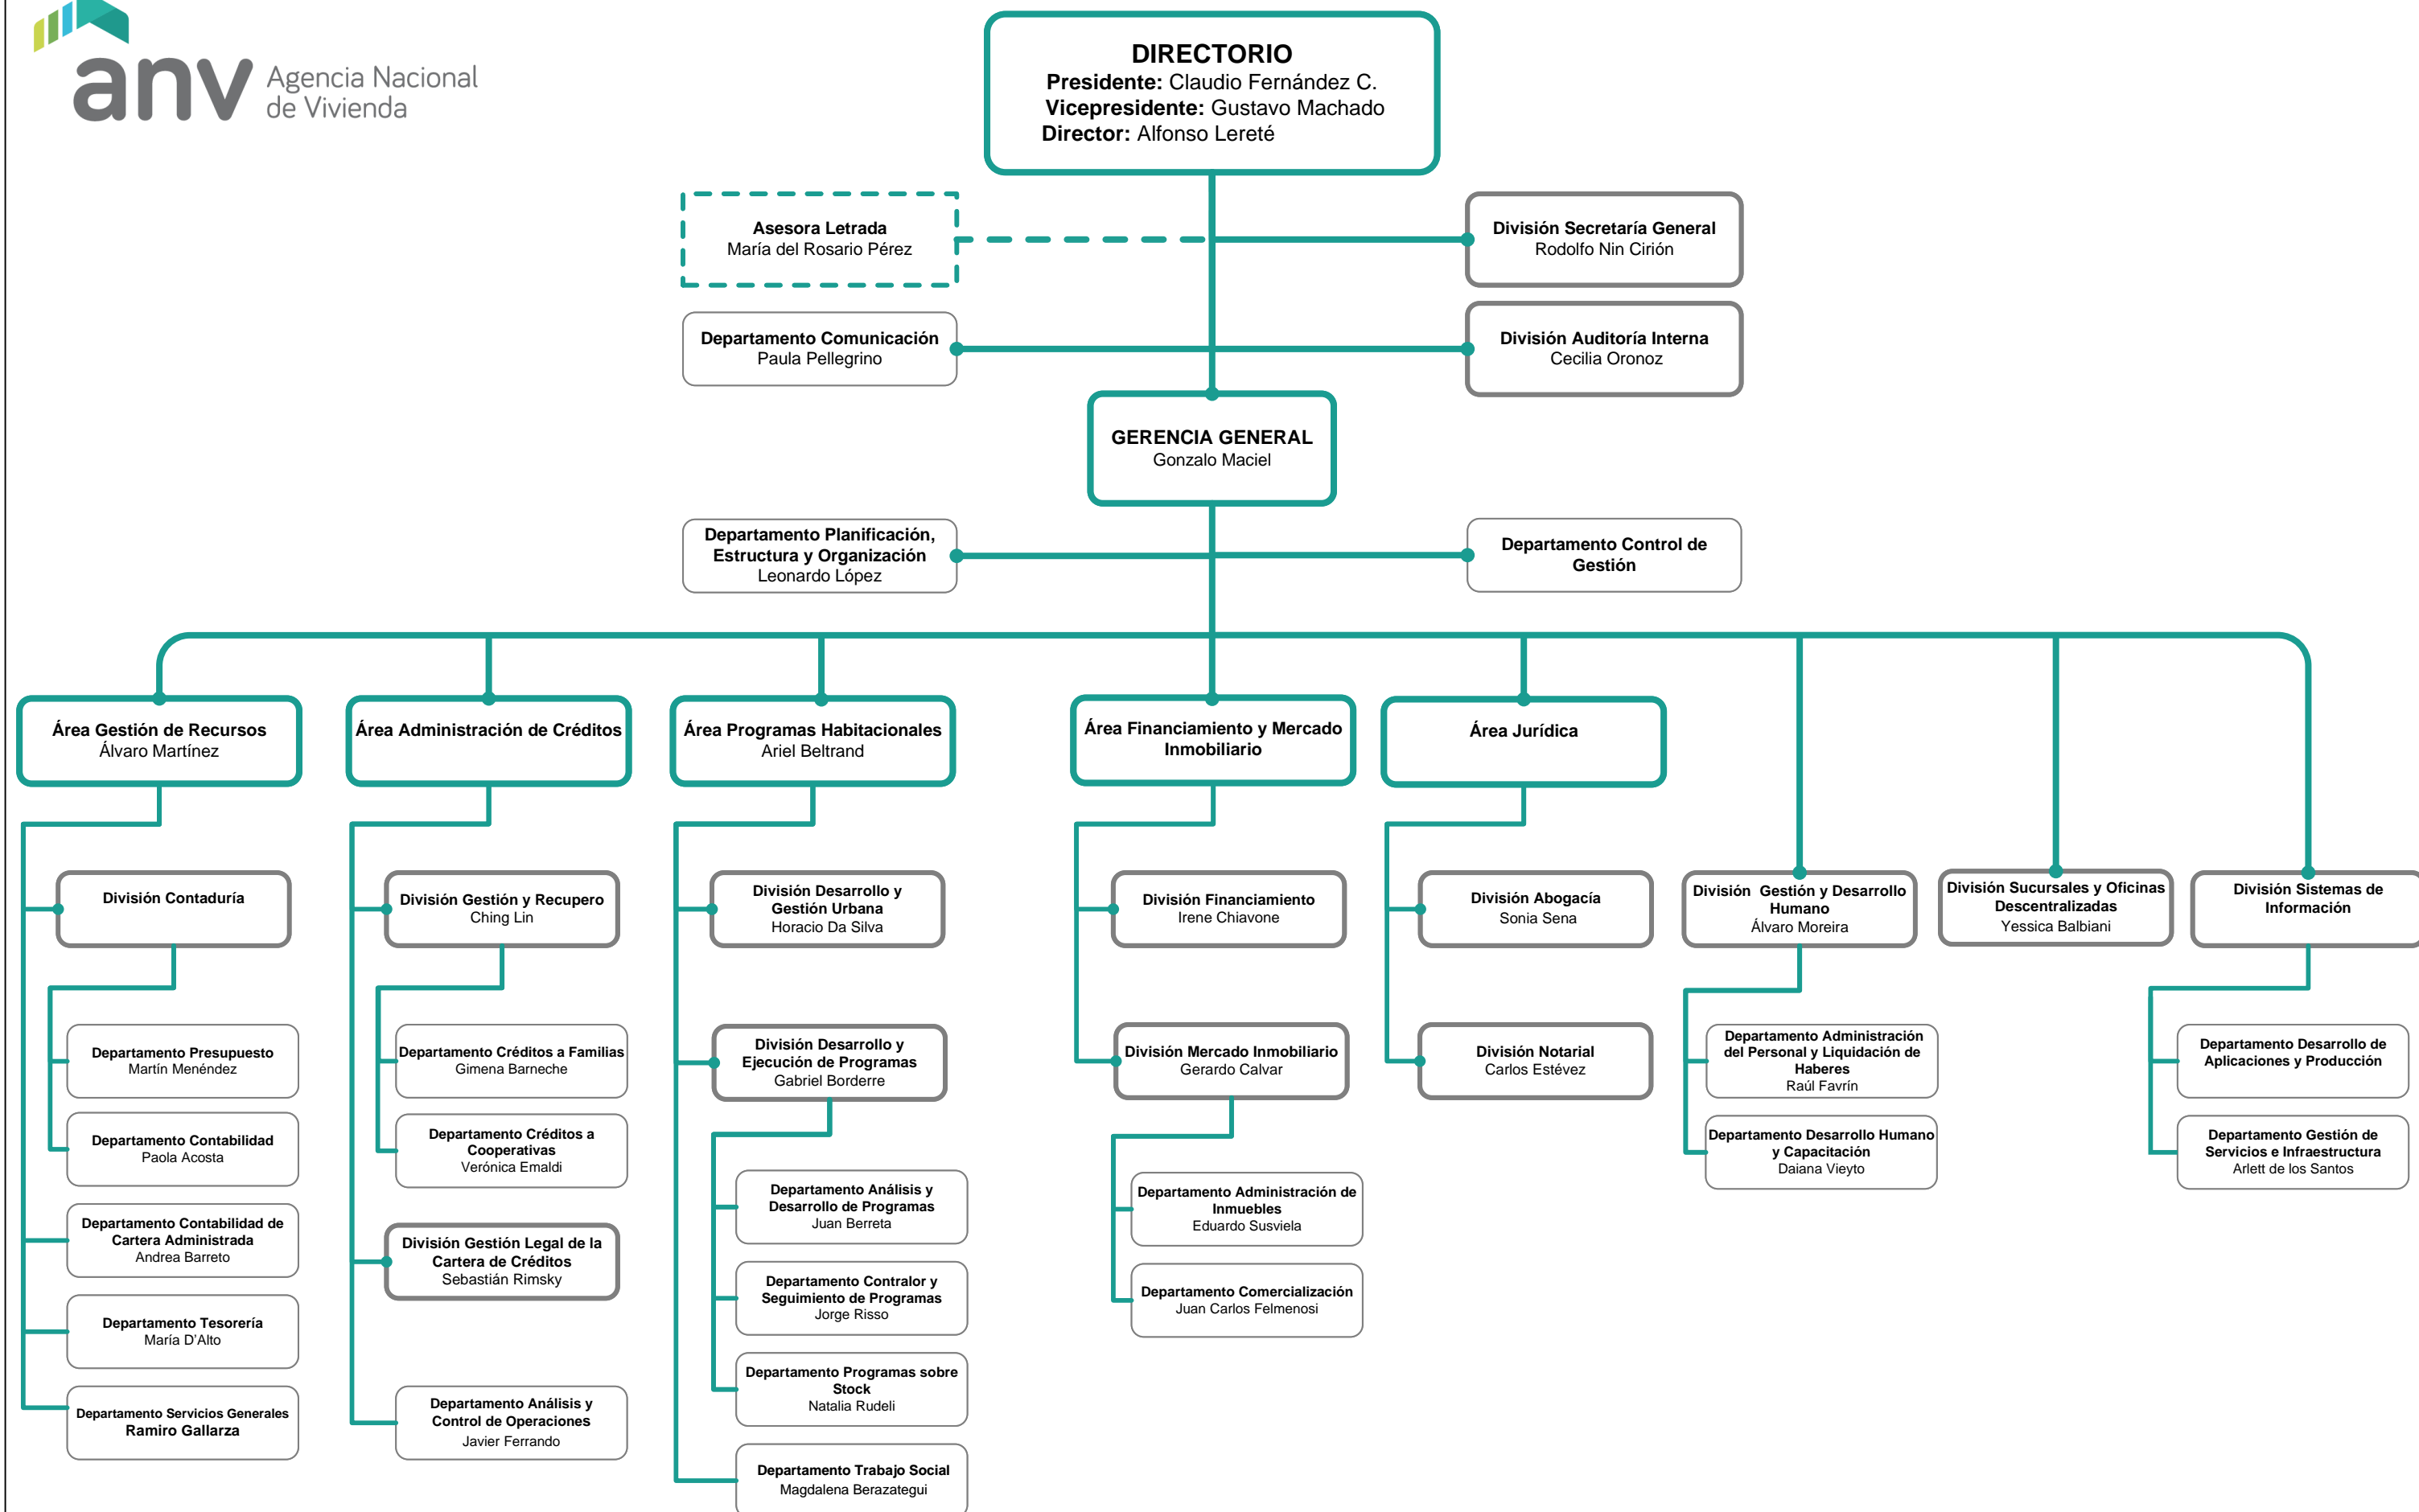 anv
Agencia Nacional
de Vivienda
DIRECTORIO
Presidente: Claudio Fernández C.
Vicepresidente: Gustavo Machado
Director: Alfonso Lereté
Asesora Letrada
María del Rosario Pérez
División Secretaría General
Rodolfo Nin Cirión
Departamento Comunicación
Paula Pellegrino
División Auditoría Interna
Cecilia Oronoz
GERENCIA GENERAL
Gonzalo Maciel
Departamento Planificación,
Estructura y Organización
Leonardo López
Departamento Control de
Gestión
Área Gestión de Recursos
Álvaro Martínez
Área Administración de Créditos
Área Programas Habitacionales
Ariel Beltrand
Área Financiamiento y Mercado
Inmobiliario
Área Jurídica
División Contaduría
División Gestión y Recupero
Ching Lin
División Desarrollo y
Gestión Urbana
Horacio Da Silva
División Financiamiento
Irene Chiavone
División Abogacía
Sonia Sena
División  Gestión y Desarrollo
Humano
Álvaro Moreira
División Sucursales y Oficinas
Descentralizadas
Yessica Balbiani
División Sistemas de
Información
Departamento Presupuesto
Martín Menéndez
Departamento Créditos a Familias
Gimena Barneche
División Desarrollo y
Ejecución de Programas
Gabriel Borderre
División Mercado Inmobiliario
Gerardo Calvar
División Notarial
Carlos Estévez
Departamento Administración
del Personal y Liquidación de
Haberes
Raúl Favrín
Departamento Desarrollo de
Aplicaciones y Producción
Departamento Contabilidad
Paola Acosta
Departamento Créditos a
Cooperativas
Verónica Emaldi
Departamento Desarrollo Humano
y Capacitación
Daiana Vieyto
Departamento Gestión de
Servicios e Infraestructura
Arlett de los Santos
Departamento Análisis y
Desarrollo de Programas
Juan Berreta
Departamento Administración de
Inmuebles
Eduardo Susviela
Departamento Contabilidad de
Cartera Administrada
Andrea Barreto
División Gestión Legal de la
Cartera de Créditos
Sebastián Rimsky
Departamento Contralor y
Seguimiento de Programas
Jorge Risso
Departamento Comercialización
Juan Carlos Felmenosi
Departamento Tesorería
María D'Alto
Departamento Programas sobre
Stock
Natalia Rudeli
Departamento Servicios Generales
Ramiro Gallarza
Departamento Análisis y
Control de Operaciones
Javier Ferrando
Departamento Trabajo Social
Magdalena Berazategui